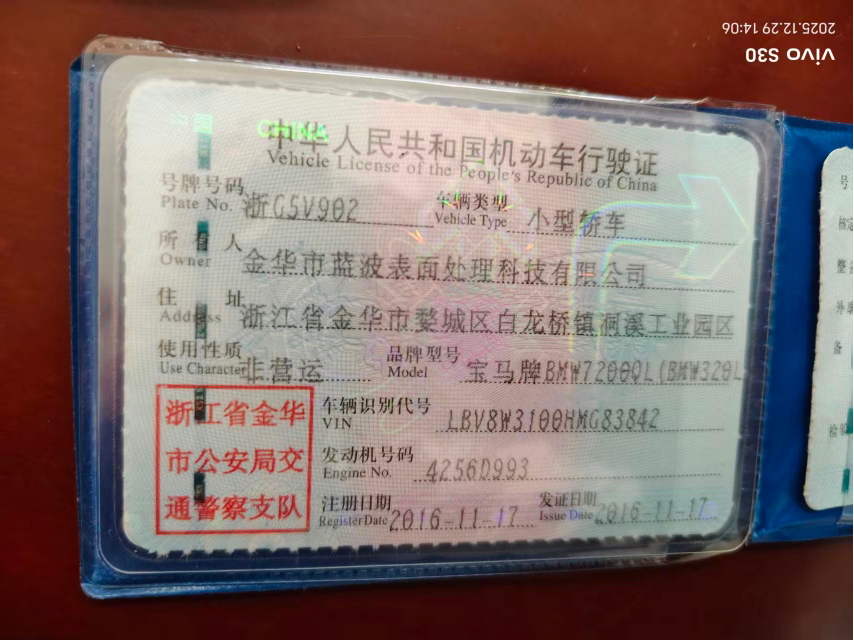 vivo S30
2025.12.29 14:06
中国 CHINA
中华人民共和国机动车行驶证
Vehicle License of the People's Republic of China
号牌号码 浙G5V902 车辆类型 小型轿车
Plate No. Vehicle Type
所有人 金华市蓝波表面处理科技有限公司
Owner
住址 浙江省金华市婺城区白龙桥镇洞溪工业园区
Address
使用性质 非营运 品牌型号 宝马牌BMW7200QL(BMW320L
Use Character Model
浙江省金华
市公安局交
通警察支队
车辆识别代号 LBV8W3100HMG83842
VIN
发动机号码 4256D993
Engine No.
注册日期 2016-11-17 发证日期 2016-11-17
Register Date Issue Date
号
整
备